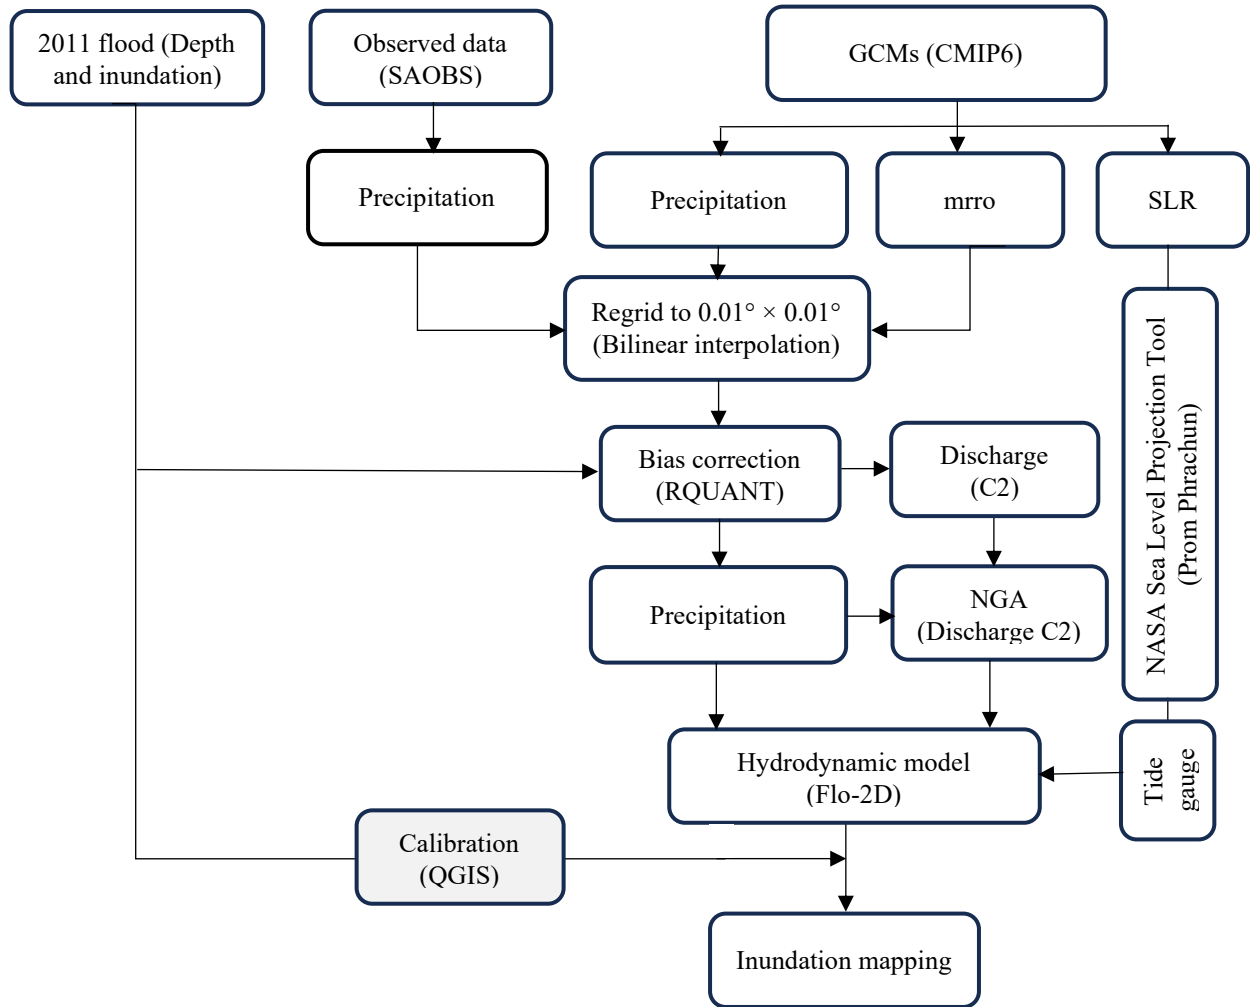 2011 flood (Depth
and inundation)
Observed data
(SAOBS)
GCMs (CMIP6)
Precipitation
Precipitation
mrro
SLR
Regrid to 0.01° × 0.01°
(Bilinear interpolation)
NASA Sea Level Projection Tool
(Prom Phrachun)
Bias correction
(RQUANT)
Discharge
(C2)
Precipitation
NGA
(Discharge C2)
Hydrodynamic model
(Flo-2D)
Tide
gauge
Calibration
(QGIS)
Inundation mapping